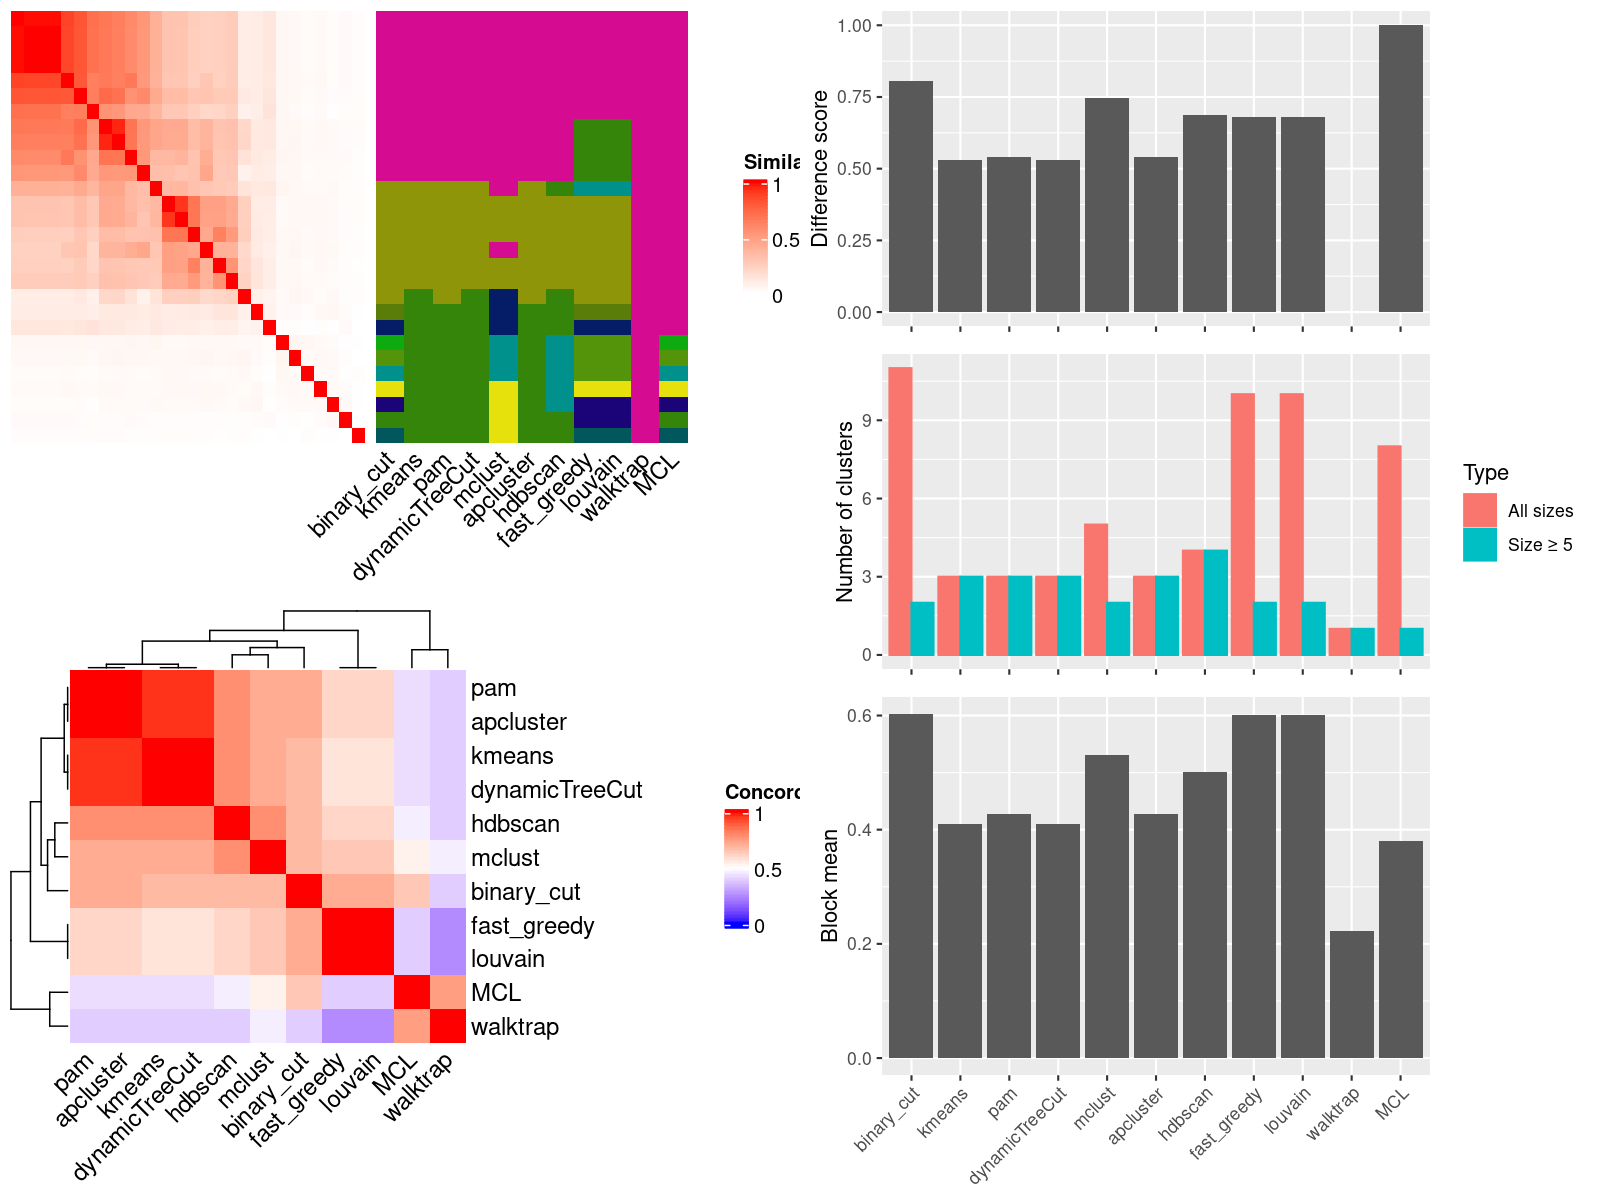 Simila
1
0.5
0
binary_cut
kmeans
pam
dynamicTreeCut
mclust
apcluster
hdbscan
fast_greedy
louvain
walktrap
MCL
pam
apcluster
kmeans
dynamicTreeCut
hdbscan
mclust
binary_cut
fast_greedy
louvain
MCL
walktrap
pam
apcluster
kmeans
dynamicTreeCut
hdbscan
mclust
binary_cut
fast_greedy
louvain
MCL
walktrap
Concord
1
0.5
0
Difference score
1.00
0.75
0.50
0.25
0.00
Number of clusters
9
6
3
0
Type
All sizes
Size ≥ 5
Block mean
0.6
0.4
0.2
0.0
binary_cut
kmeans
pam
dynamicTreeCut
mclust
apcluster
hdbscan
fast_greedy
louvain
walktrap
MCL